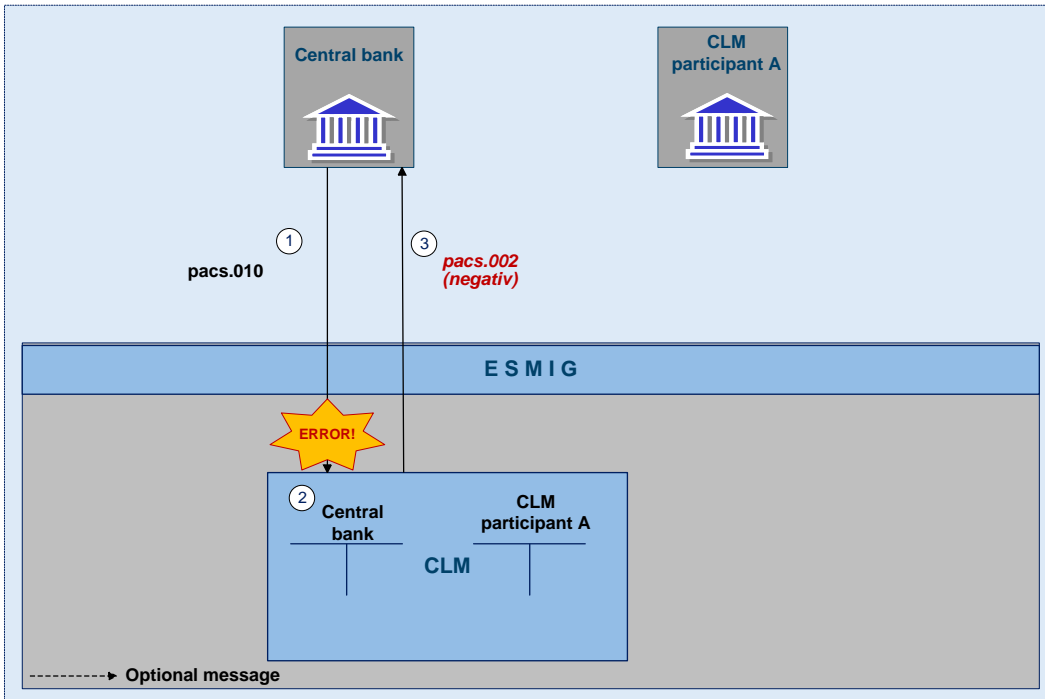 Central bank
CLM
participant A
1
3
pacs.002
(negativ)
pacs.010
E S M I G
ERROR!
2
Central
bank
CLM
participant A
CLM
Optional message